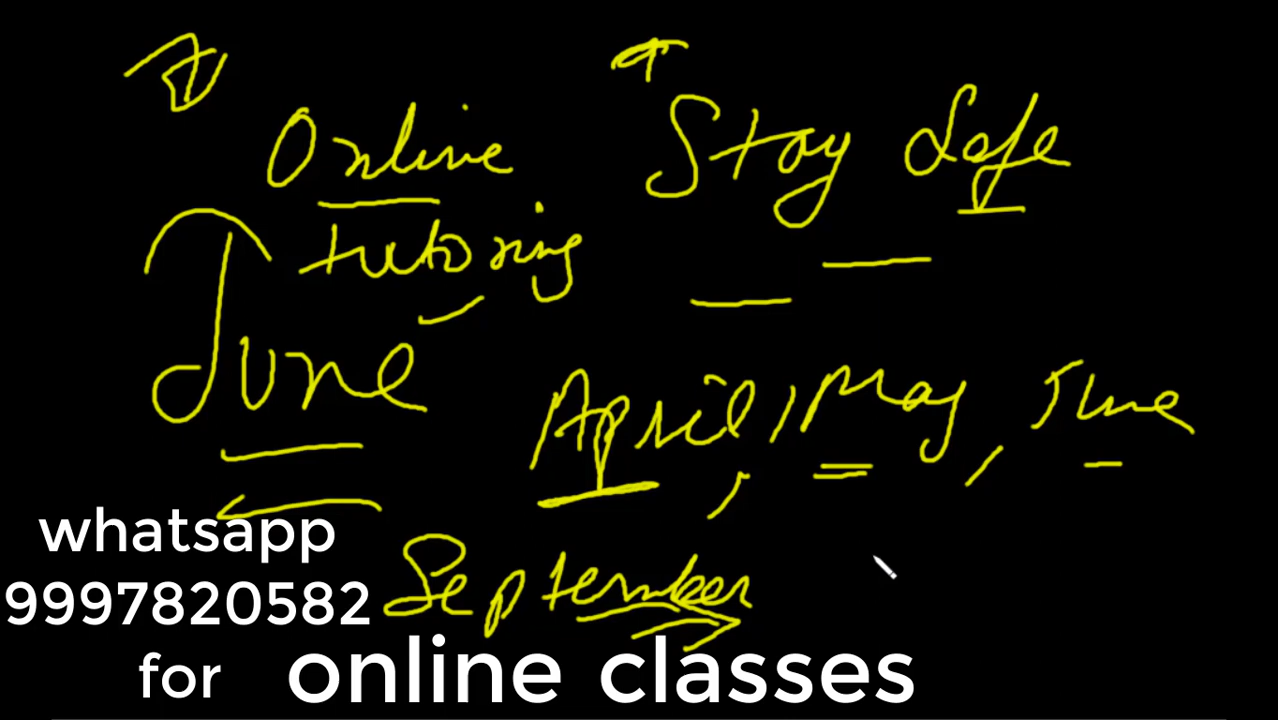 Online Stay Safe
tutoring
June
April, May, June
September
whatsapp
9997820582
for online classes